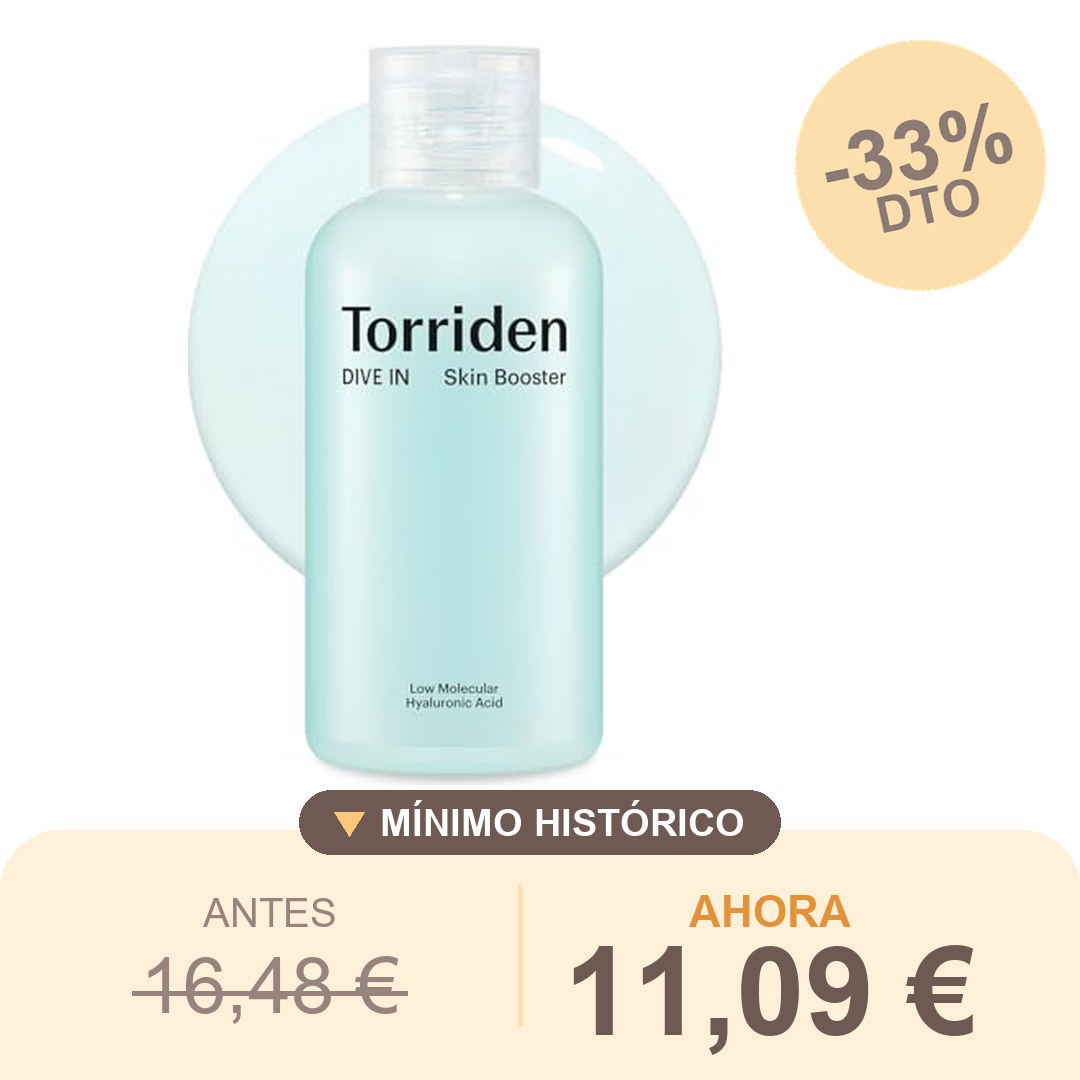 -33%
DTO
Torriden
DIVE IN Skin Booster
Low Molecular
Hyaluronic Acid
MÍNIMO HISTÓRICO
ANTES
16,48 €
AHORA
11,09 €